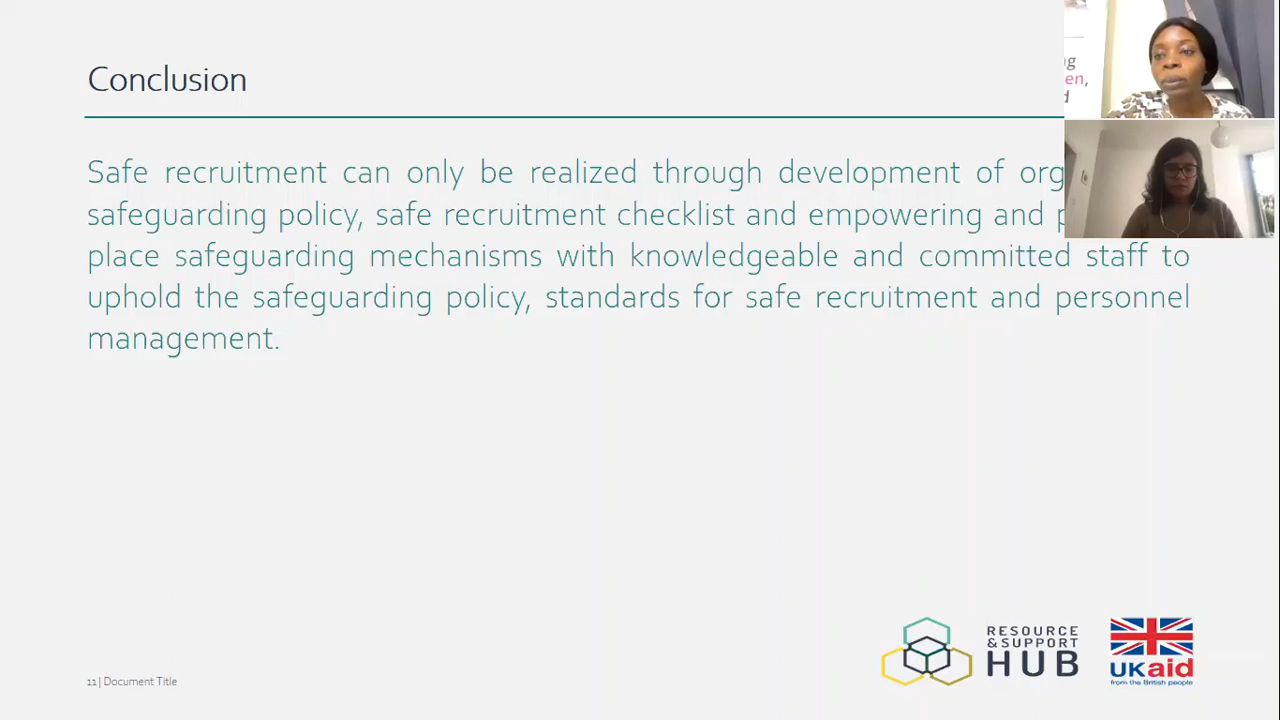 Conclusion
Safe recruitment can only be realized through development of org
safeguarding policy, safe recruitment checklist and empowering and p
place safeguarding mechanisms with knowledgeable and committed staff to
uphold the safeguarding policy, standards for safe recruitment and personnel
management.
ng
en,
d
RESOURCE
& SUPPORT
HUB
UKaid
from the British people
11 | Document Title